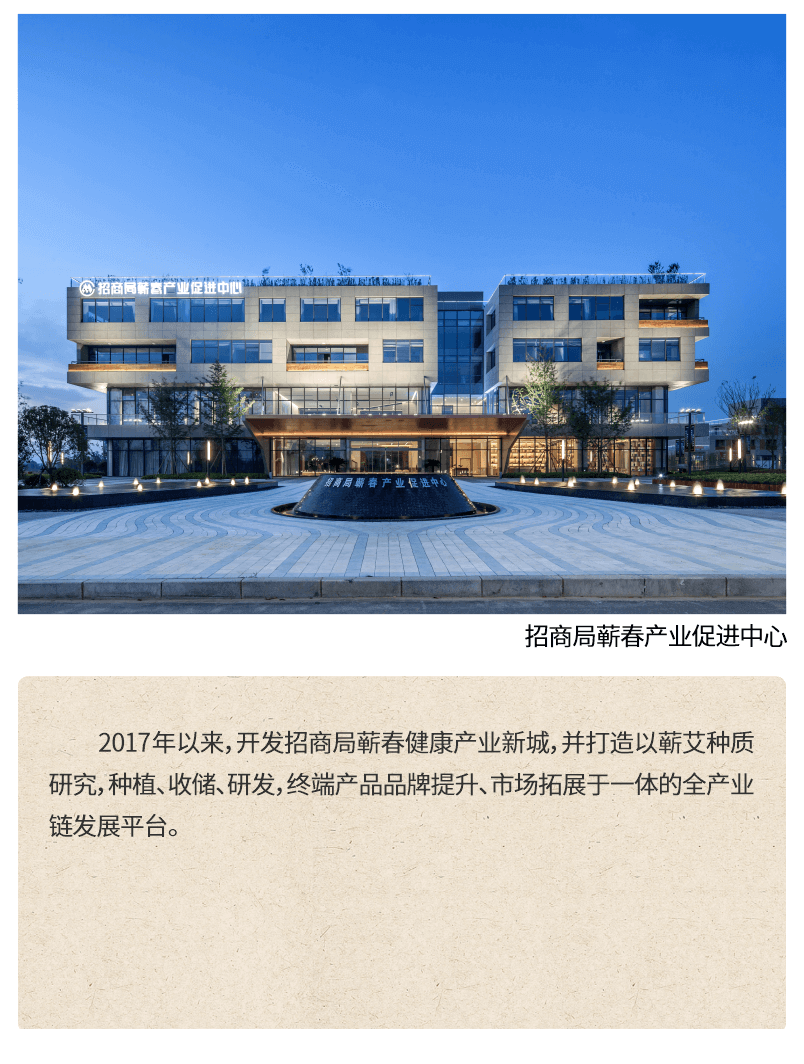 招商局蕲春产业促进中心
招商局蕲春产业促进中心
招商局蕲春产业促进中心
2017年以来，开发招商局蕲春健康产业新城，并打造以蕲艾种质
研究，种植、收储、研发，终端产品品牌提升、市场拓展于一体的全产业
链发展平台。